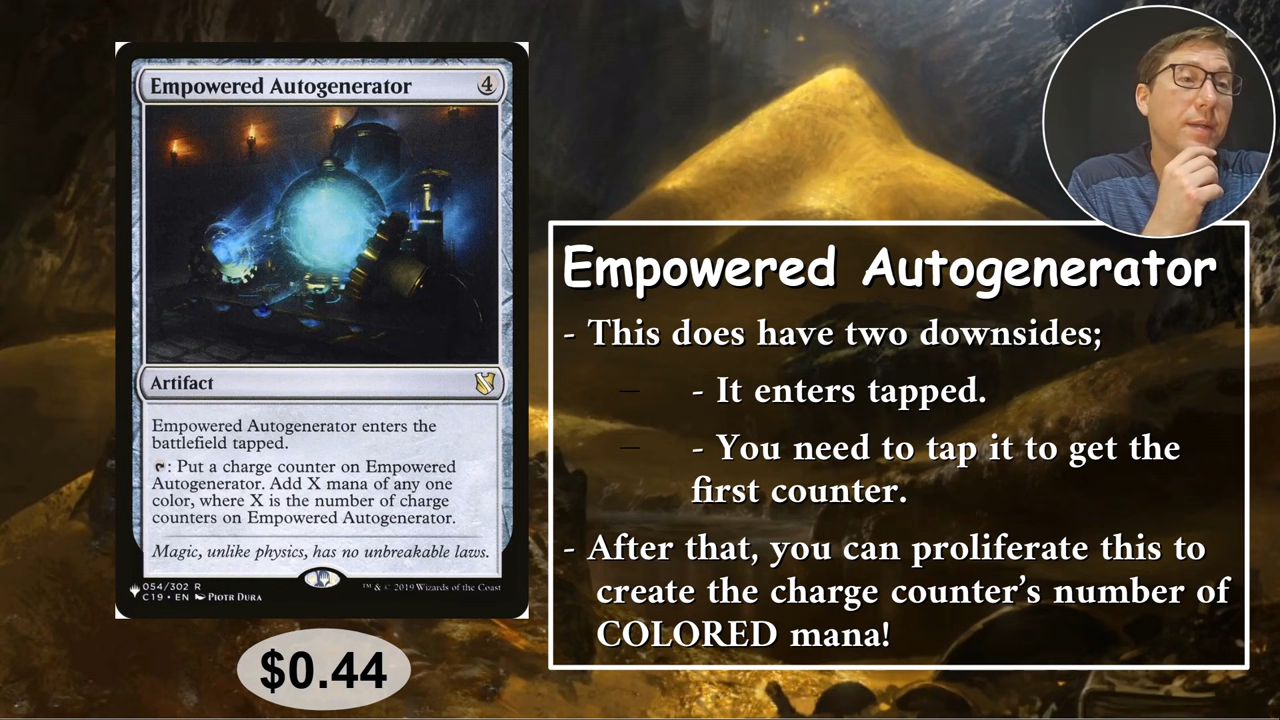 Empowered Autogenerator 4
Artifact
Empowered Autogenerator enters the
battlefield tapped.
: Put a charge counter on Empowered
Autogenerator. Add X mana of any one
color, where X is the number of charge
counters on Empowered Autogenerator.
Magic, unlike physics, has no unbreakable laws.
054/302 R
C19 • EN PIOTR DURA
™ & © 2019 Wizards of the Coast
$0.44
Empowered Autogenerator
- This does have two downsides;
- - It enters tapped.
- - You need to tap it to get the
first counter.
- After that, you can proliferate this to
create the charge counter's number of
COLORED mana!